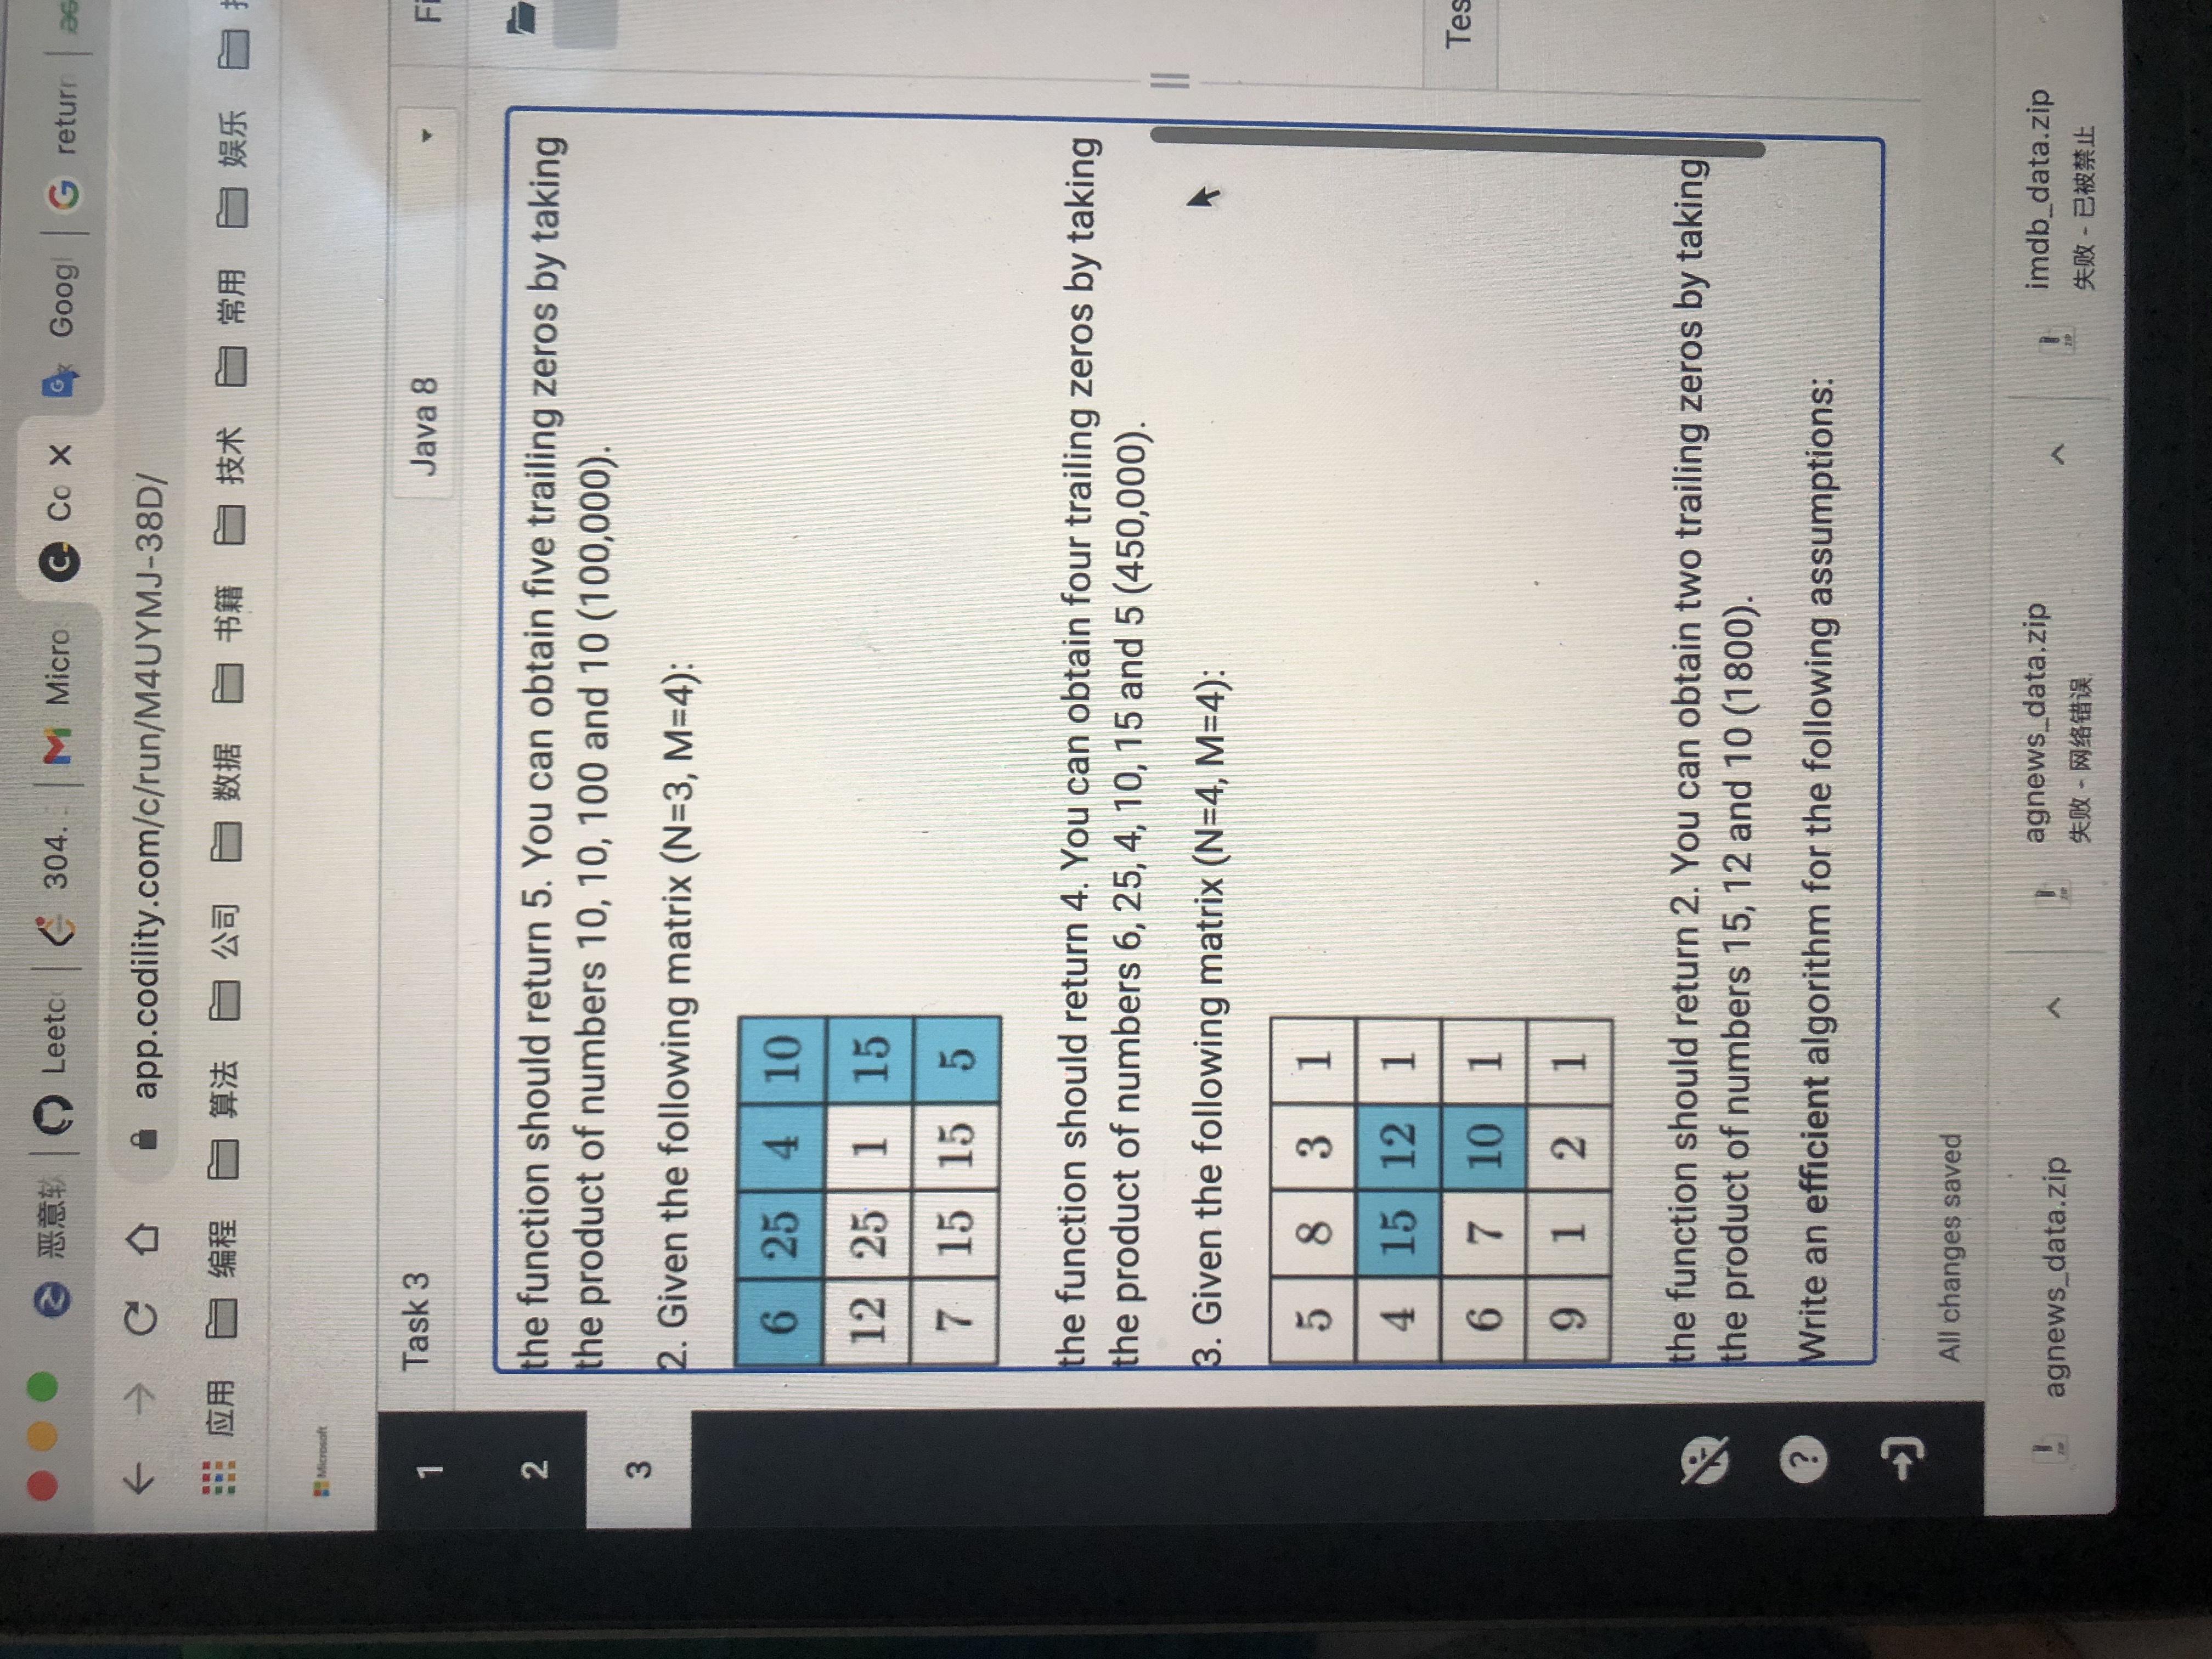 恶意软
Leetc
304.
Micro
Co
Googl
return
app.codility.com/c/run/M4UYMJ-38D/
应用 编程 算法 公司 数据 书籍 技术 常用 娱乐
Microsoft
1
2
3
Task 3
Java 8
Fi
the function should return 5. You can obtain five trailing zeros by taking
the product of numbers 10, 10, 100 and 10 (100,000).
2. Given the following matrix (N=3, M=4):
6 25 4 10
12 25 1 15
7 15 15 5
the function should return 4. You can obtain four trailing zeros by taking
the product of numbers 6, 25, 4, 10, 15 and 5 (450,000).
3. Given the following matrix (N=4, M=4):
5 8 3 1
4 15 12 1
6 7 10 1
9 1 2 1
the function should return 2. You can obtain two trailing zeros by taking
the product of numbers 15, 12 and 10 (1800).
Write an efficient algorithm for the following assumptions:
Tes
All changes saved
agnews_data.zip
agnews_data.zip
失败 - 网络错误
imdb_data.zip
失败 - 已被禁止